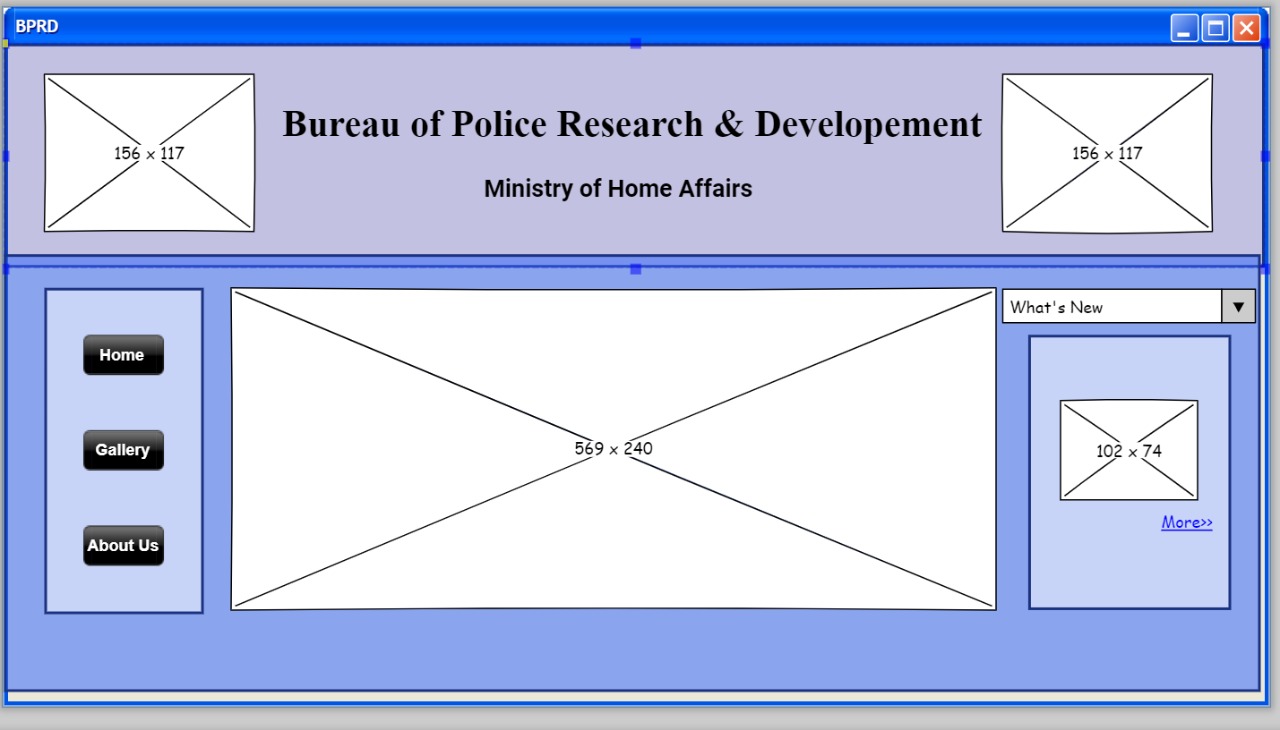 BPRD
156 x 117
Bureau of Police Research & Developement
Ministry of Home Affairs
156 x 117
Home
Gallery
About Us
569 x 240
What's New
102 x 74
More>>